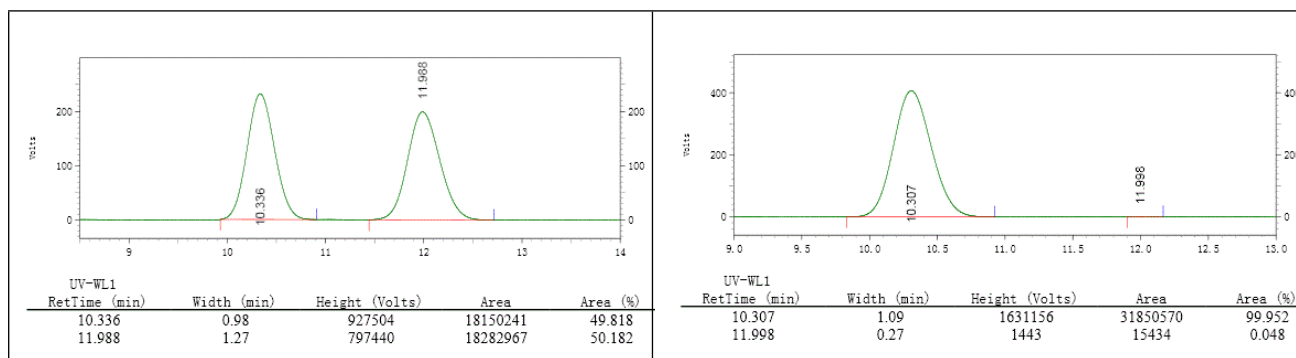 11.988
200
200
100
100
Volts
10.336
0
0
9 10 11 12 13 14
UV-WL1
RetTime (min) Width (min) Height (Volts) Area Area (%)
10.336 0.98 927504 18150241 49.818
11.988 1.27 797440 18282967 50.182
400
400
200
200
Volts
10.307
11.998
0
0
9.0 9.5 10.0 10.5 11.0 11.5 12.0 12.5 13.0
UV-WL1
RetTime (min) Width (min) Height (Volts) Area Area (%)
10.307 1.09 1631156 31850570 99.952
11.998 0.27 1443 15434 0.048